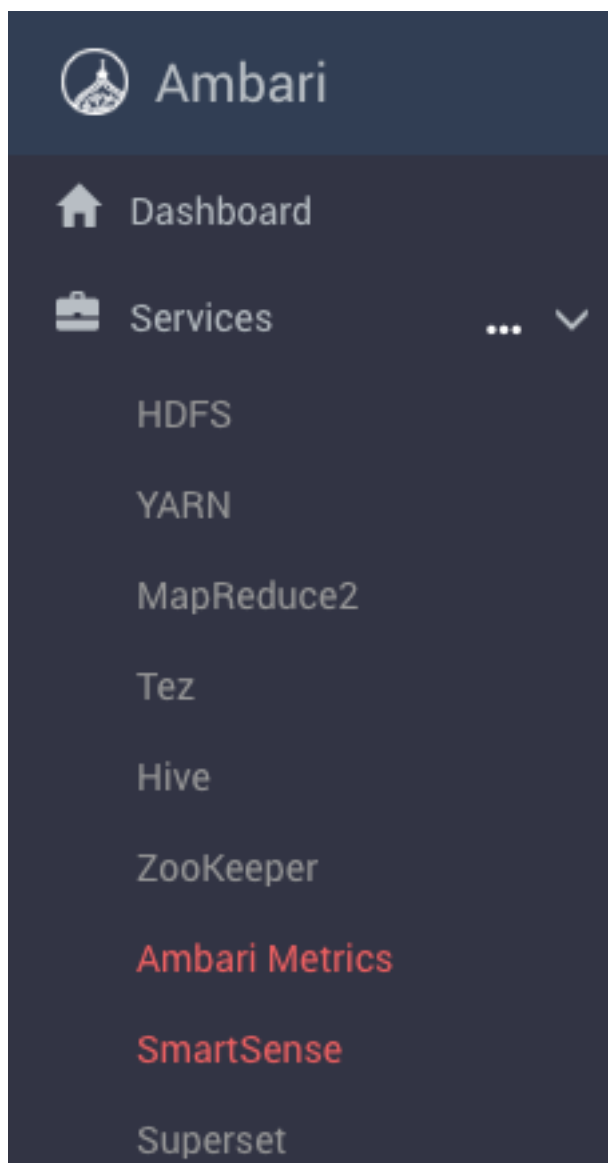 Ambari
Dashboard
Services ...
HDFS
YARN
MapReduce2
Tez
Hive
ZooKeeper
Ambari Metrics
SmartSense
Superset